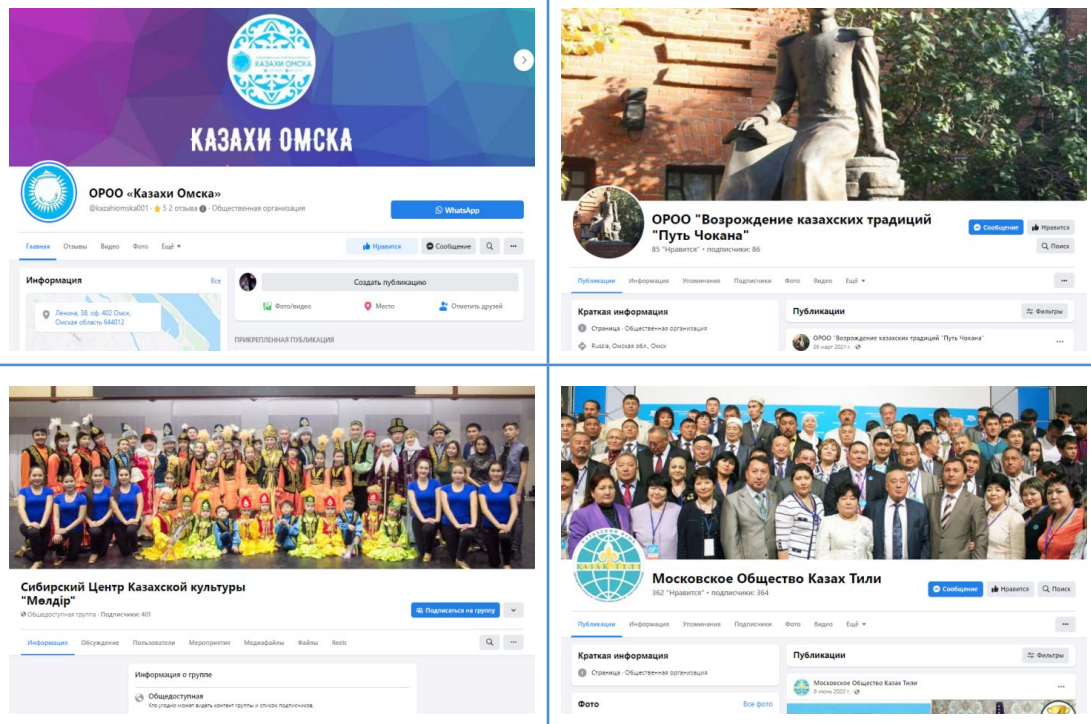 КАЗАХИ ОМСКА
КАЗАХИ ОМСКА
ОРОО «Казахи Омска»
@kazahiomska001 · 5 2 отзыва · Общественная организация
WhatsApp
Главная Отзывы Видео Фото Ещё
Нравится Сообщение
Информация Все
Ленина, 38, оф. 402 Омск,
Омская область 644012
Создать публикацию
Фото/видео Место Отметить друзей
ПРИКРЕПЛЕННАЯ ПУБЛИКАЦИЯ
ОРОО "Возрождение казахских традиций
"Путь Чокана"
85 "Нравится" • подписчики: 86
Сообщение Нравится
Поиск
Публикации Информация Упоминания Подписчики Фото Видео Ещё
Краткая информация
Страница · Общественная организация
Russia, Омская обл., Омск
Публикации Фильтры
ОРОО "Возрождение казахских традиций "Путь Чокана"
26 март 2021 г.
Сибирский Центр Казахской культуры
"Мөлдір"
Общедоступная группа · Подписчики: 401
Подписаться на группу
Информация Обсуждение Пользователи Мероприятия Медиафайлы Файлы Reels
Информация о группе
Общедоступная
Кто угодно может видеть контент группы и список подписчиков.
ҚАЗАҚ ТІЛІ
Московское Общество Казах Тили
362 "Нравится" • подписчики: 364
Сообщение Нравится Поиск
Публикации Информация Упоминания Подписчики Фото Видео Ещё
Краткая информация
Страница · Общественная организация
Фото Все фото
Публикации Фильтры
Московское Общество Казах Тили